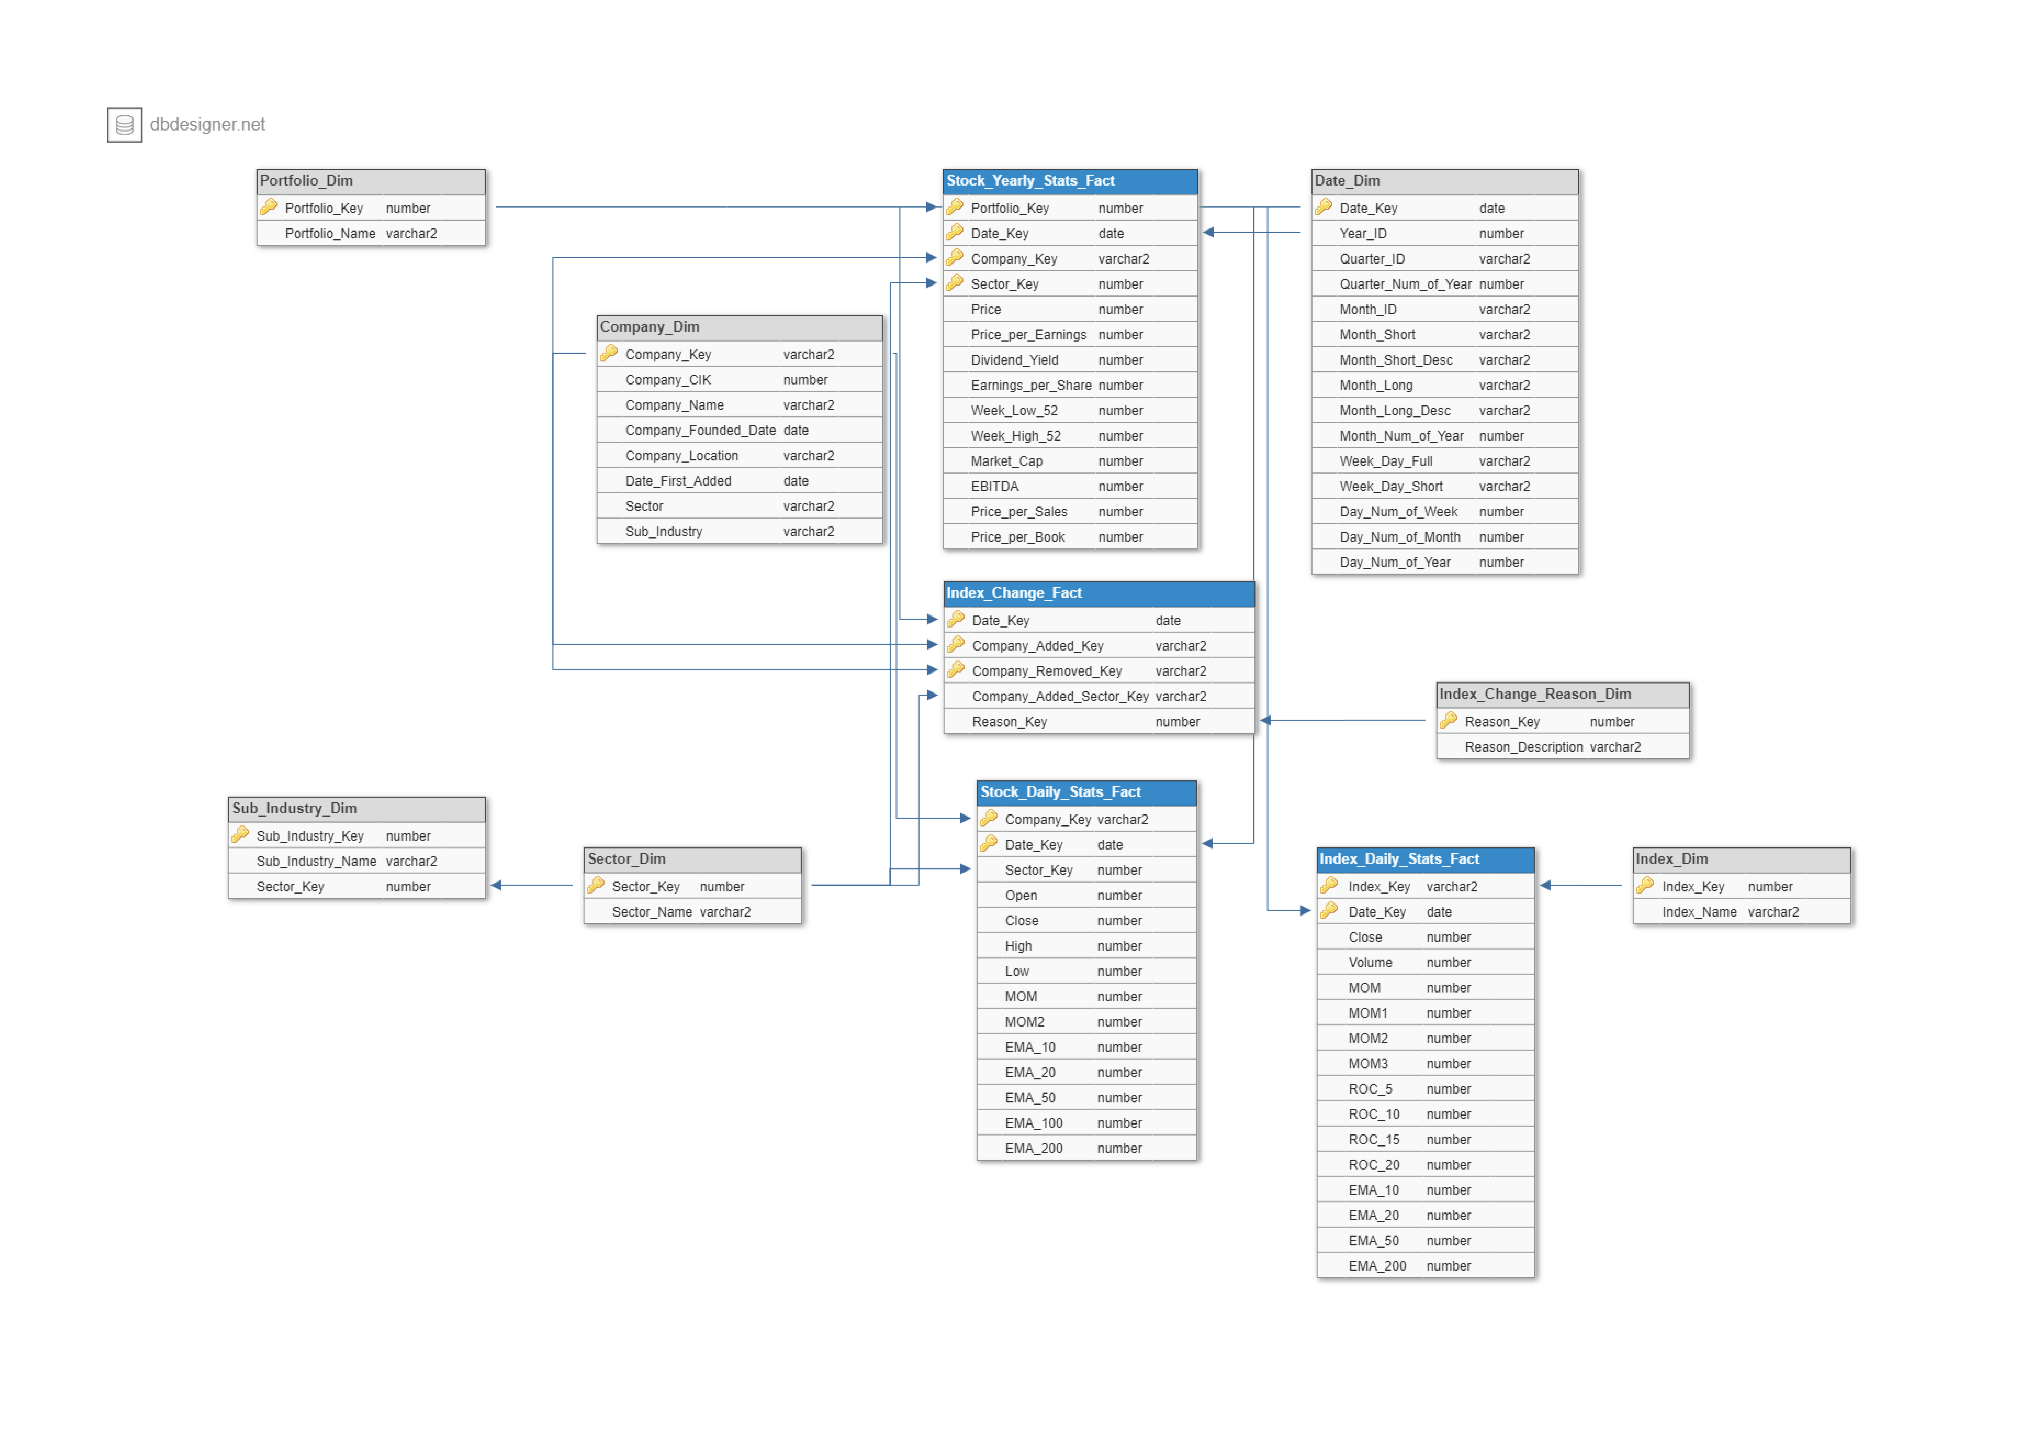 dbdesigner.net
Portfolio_Dim
Portfolio_Key number
Portfolio_Name varchar2
Stock_Yearly_Stats_Fact
Portfolio_Key number
Date_Key date
Company_Key varchar2
Sector_Key number
Price number
Price_per_Earnings number
Dividend_Yield number
Earnings_per_Share number
Week_Low_52 number
Week_High_52 number
Market_Cap number
EBITDA number
Price_per_Sales number
Price_per_Book number
Date_Dim
Date_Key date
Year_ID number
Quarter_ID varchar2
Quarter_Num_of_Year number
Month_ID varchar2
Month_Short varchar2
Month_Short_Desc varchar2
Month_Long varchar2
Month_Long_Desc varchar2
Month_Num_of_Year number
Week_Day_Full varchar2
Week_Day_Short varchar2
Day_Num_of_Week number
Day_Num_of_Month number
Day_Num_of_Year number
Company_Dim
Company_Key varchar2
Company_CIK number
Company_Name varchar2
Company_Founded_Date date
Company_Location varchar2
Date_First_Added date
Sector varchar2
Sub_Industry varchar2
Index_Change_Fact
Date_Key date
Company_Added_Key varchar2
Company_Removed_Key varchar2
Company_Added_Sector_Key varchar2
Reason_Key number
Index_Change_Reason_Dim
Reason_Key number
Reason_Description varchar2
Sub_Industry_Dim
Sub_Industry_Key number
Sub_Industry_Name varchar2
Sector_Key number
Sector_Dim
Sector_Key number
Sector_Name varchar2
Stock_Daily_Stats_Fact
Company_Key varchar2
Date_Key date
Sector_Key number
Open number
Close number
High number
Low number
MOM number
MOM2 number
EMA_10 number
EMA_20 number
EMA_50 number
EMA_100 number
EMA_200 number
Index_Daily_Stats_Fact
Index_Key varchar2
Date_Key date
Close number
Volume number
MOM number
MOM1 number
MOM2 number
MOM3 number
ROC_5 number
ROC_10 number
ROC_15 number
ROC_20 number
EMA_10 number
EMA_20 number
EMA_50 number
EMA_200 number
Index_Dim
Index_Key number
Index_Name varchar2